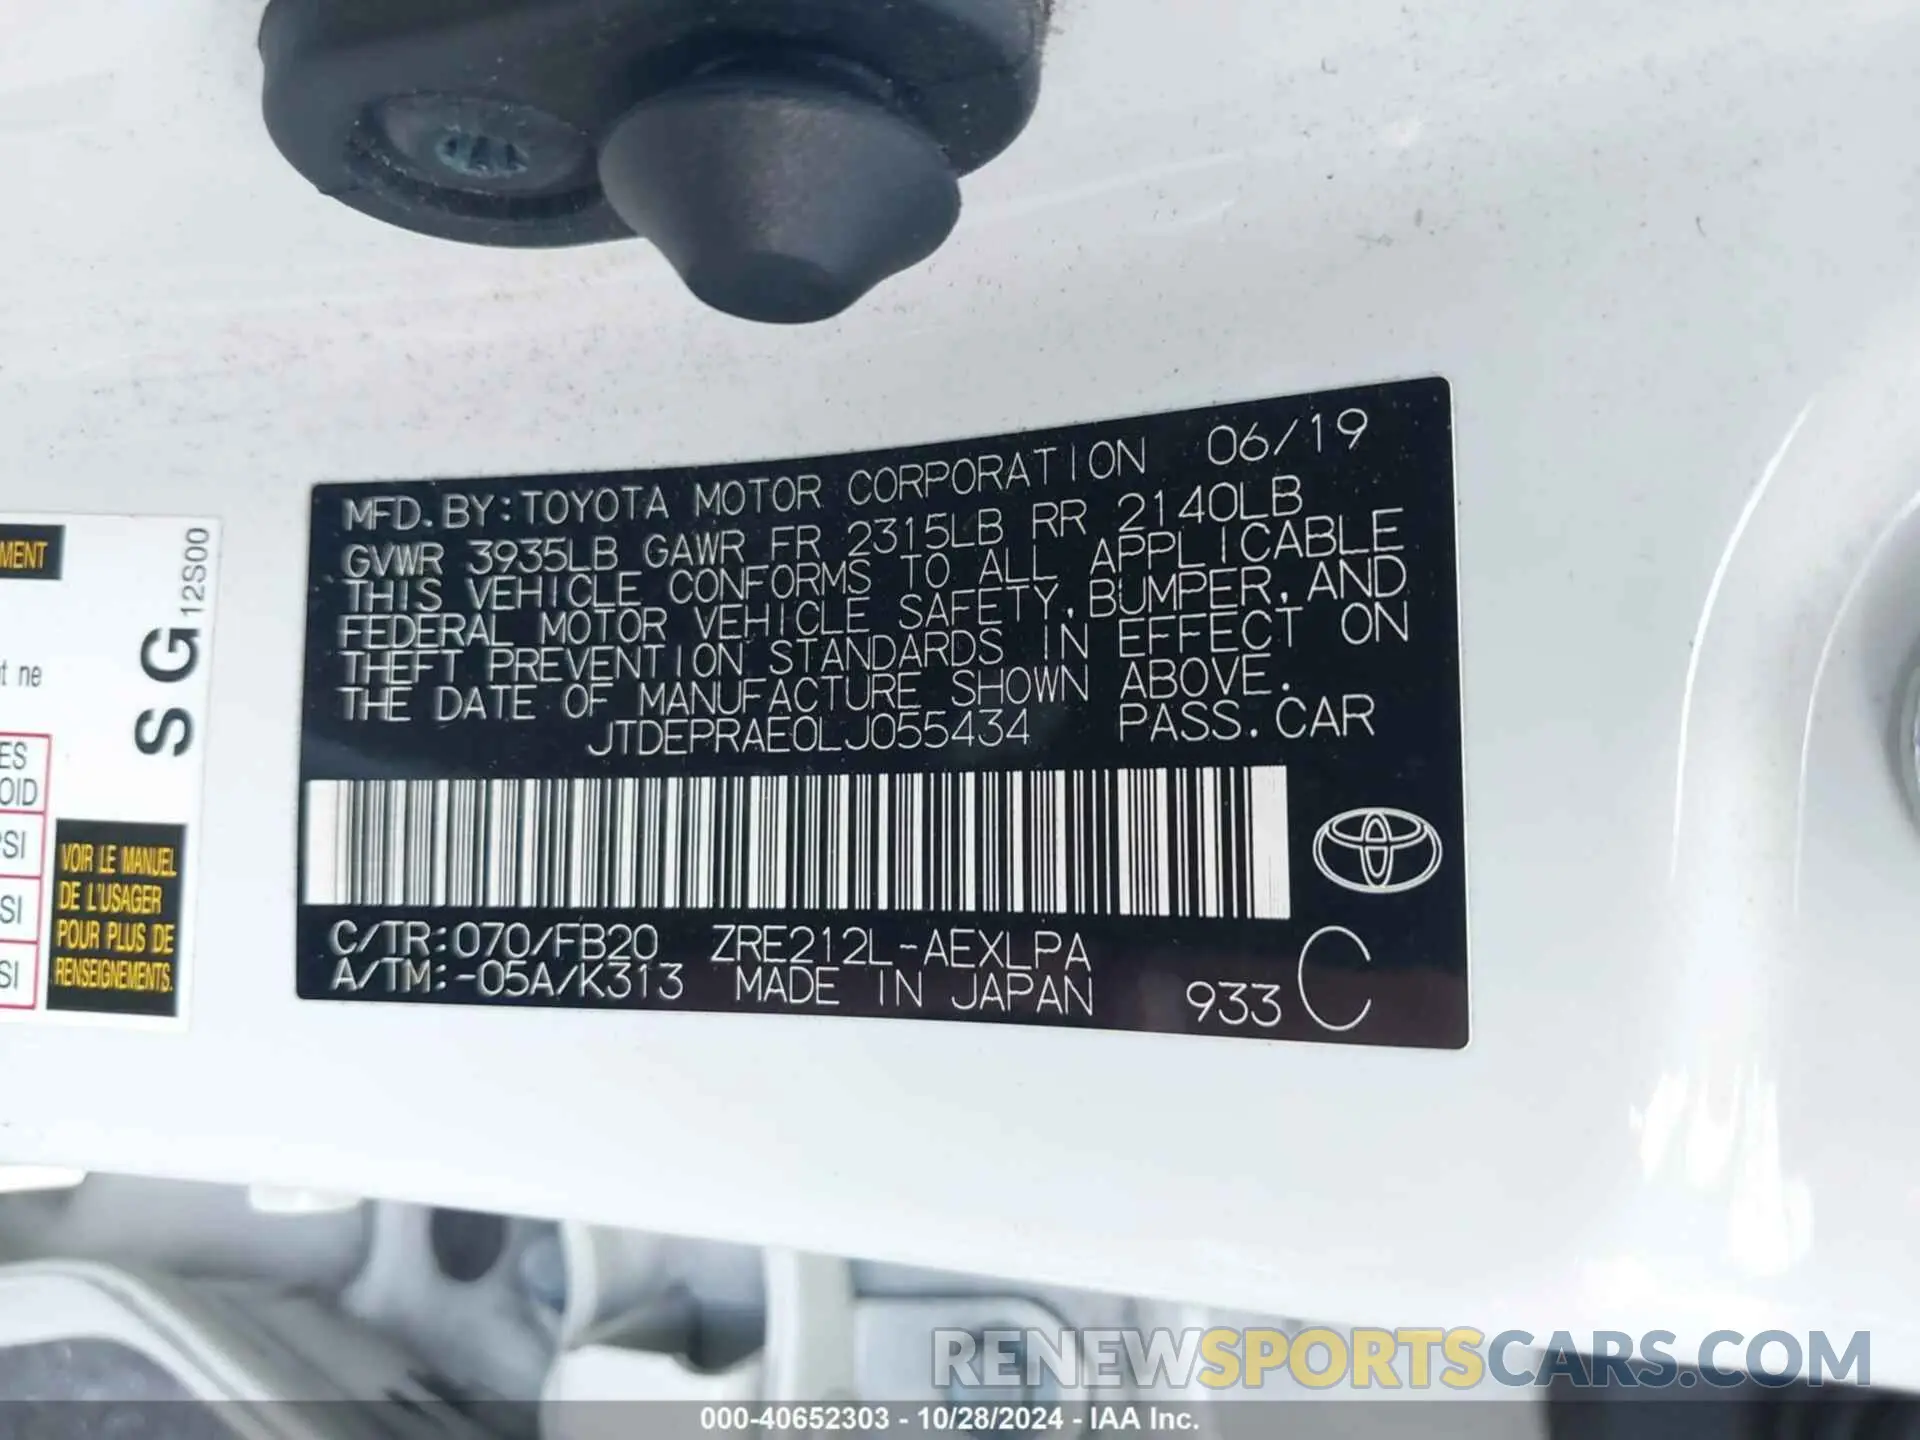 MFD.BY:TOYOTA MOTOR CORPORATION 06/19
GVWR 3935LB GAWR FR 2315LB RR 2140LB
THIS VEHICLE CONFORMS TO ALL APPLICABLE
FEDERAL MOTOR VEHICLE SAFETY, BUMPER, AND
THEFT PREVENTION STANDARDS IN EFFECT ON
THE DATE OF MANUFACTURE SHOWN ABOVE.
JTDEPRAE0LJ055434 PASS.CAR
C/TR:070/FB20 ZRE212L-AEXLPA
A/TM:-05A/K313 MADE IN JAPAN 933 C
MENT
ne
SG 12S00
ES
OID
SI
SI
SI
VOIR LE MANUEL
DE L'USAGER
POUR PLUS DE
RENSEIGNEMENTS.
RENEWSPORTSCARS.COM
000-40652303 - 10/28/2024 - IAA Inc.